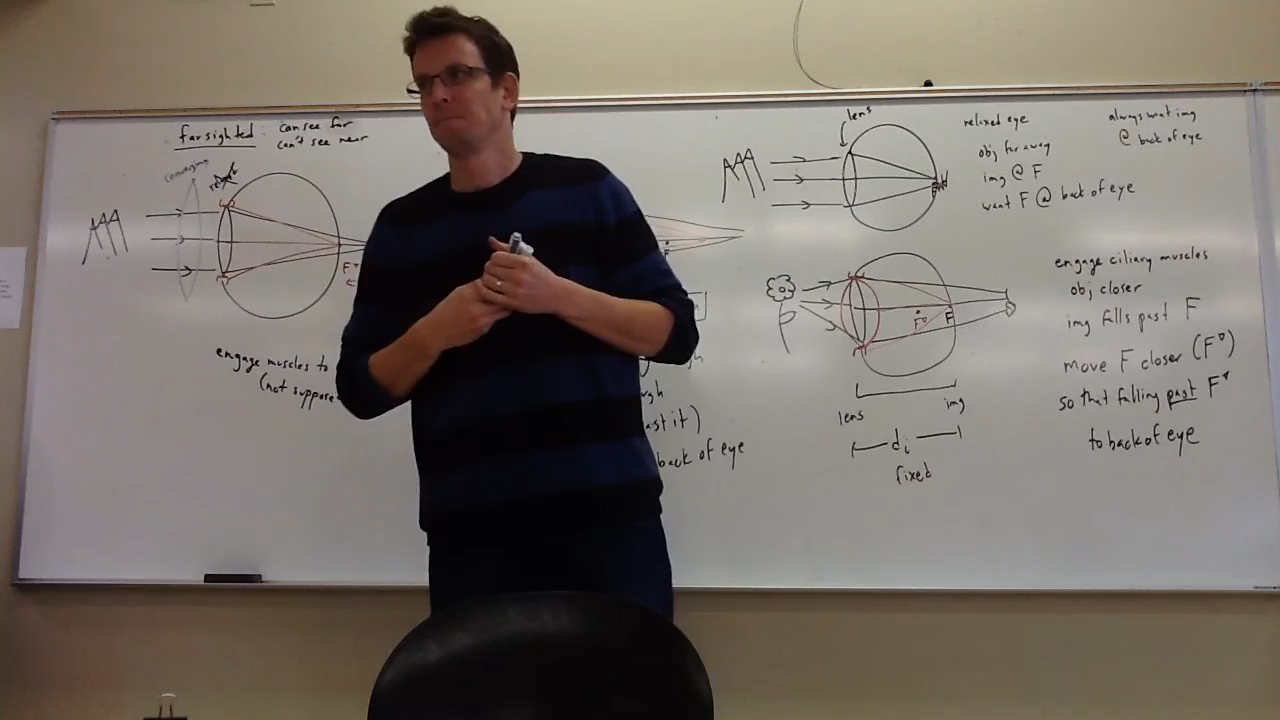 farsighted: can see far
can't see near
converging
F
engage muscles to
(not suppose
ast it)
back of eye
F
lens
relaxed eye
obj far away
img @ F
want F @ back of eye
always want img
@ back of eye
F*
F
lens
img
di
fixed
engage ciliary muscles
obj closer
img falls past F
move F closer (F*)
so that falling past F*
to back of eye